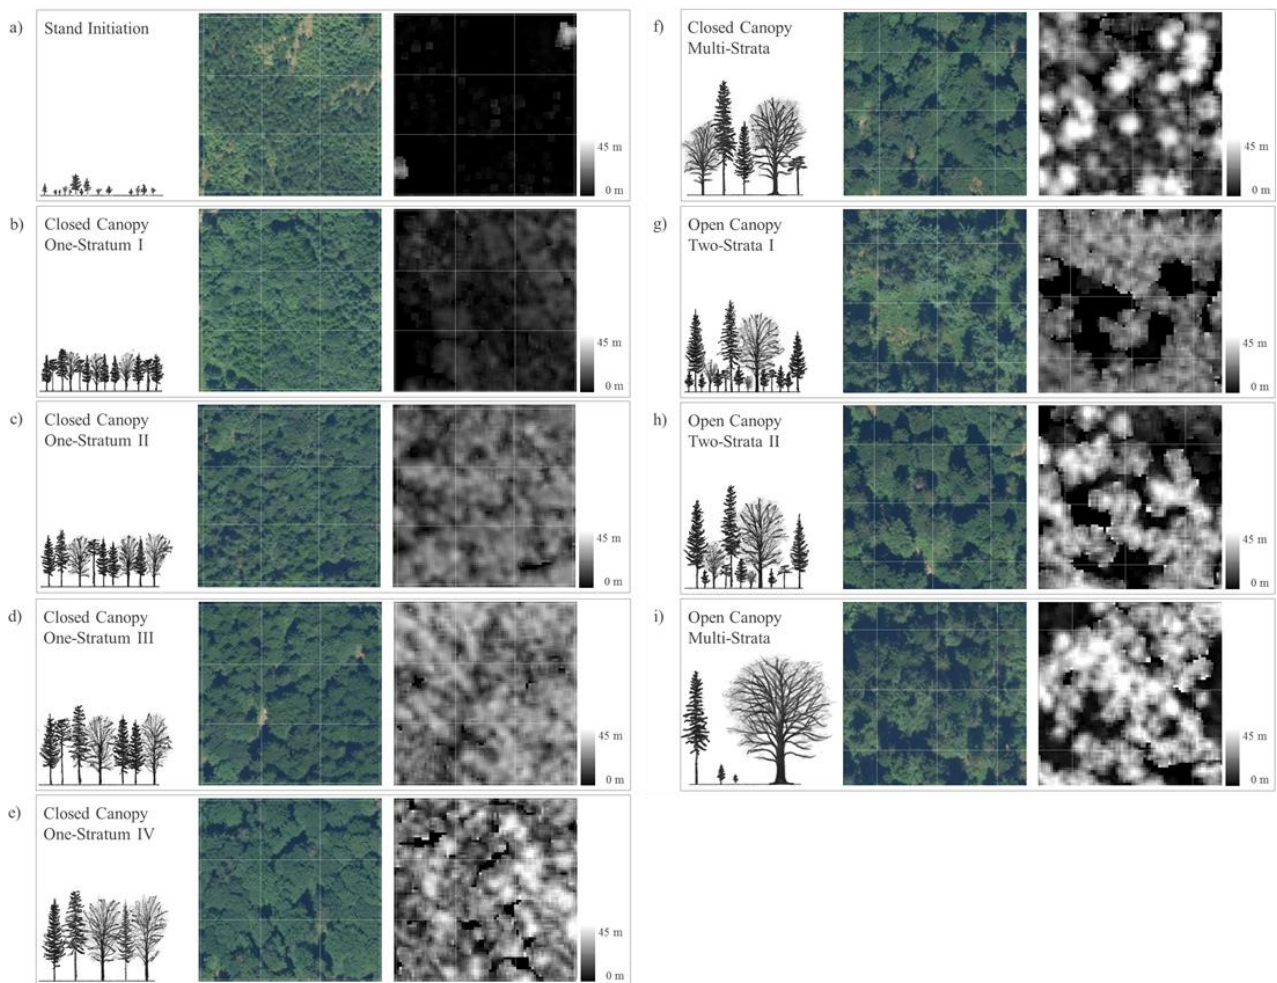 a)
Stand Initiation
45 m
0 m
b)
Closed Canopy
One-Stratum I
45 m
0 m
c)
Closed Canopy
One-Stratum II
45 m
0 m
d)
Closed Canopy
One-Stratum III
45 m
0 m
e)
Closed Canopy
One-Stratum IV
45 m
0 m
f)
Closed Canopy
Multi-Strata
45 m
0 m
g)
Open Canopy
Two-Strata I
45 m
0 m
h)
Open Canopy
Two-Strata II
45 m
0 m
i)
Open Canopy
Multi-Strata
45 m
0 m